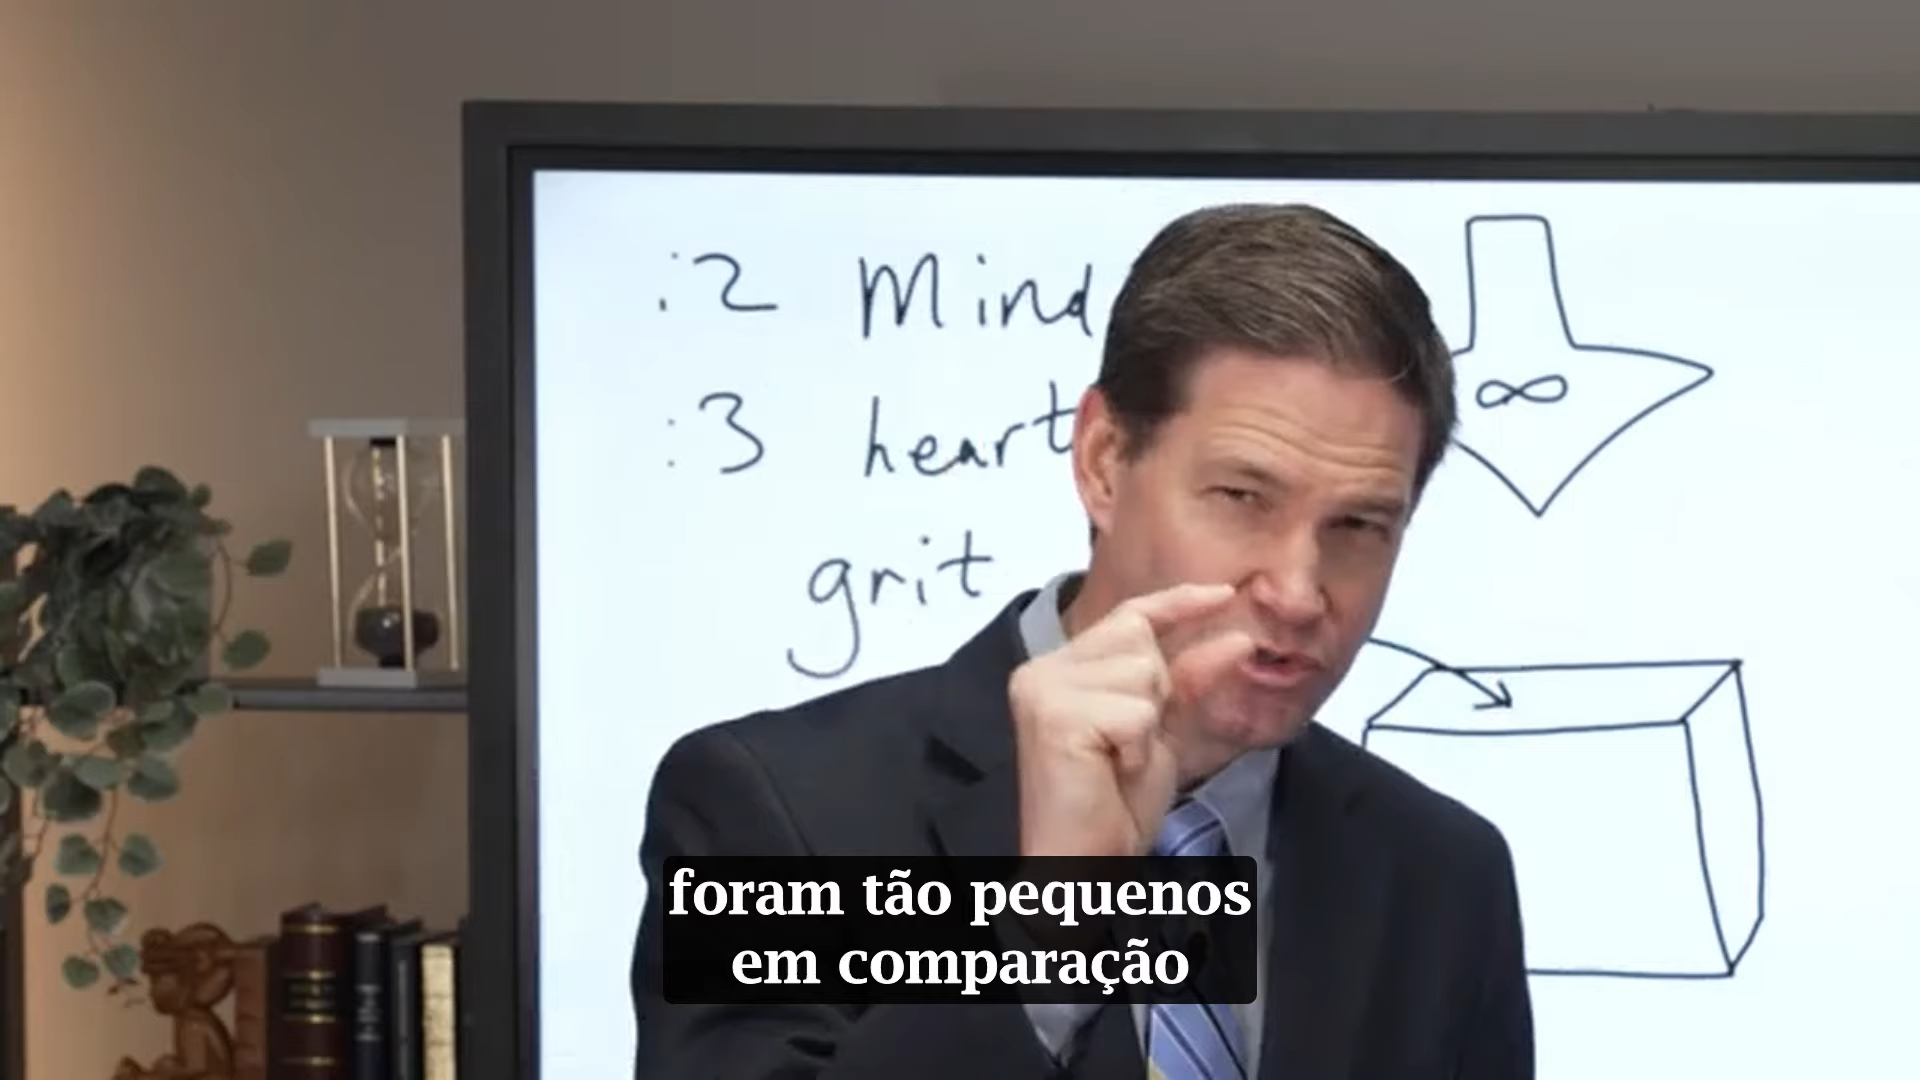 :2 Mind
:3 heart
grit
∞
foram tão pequenos
em comparação